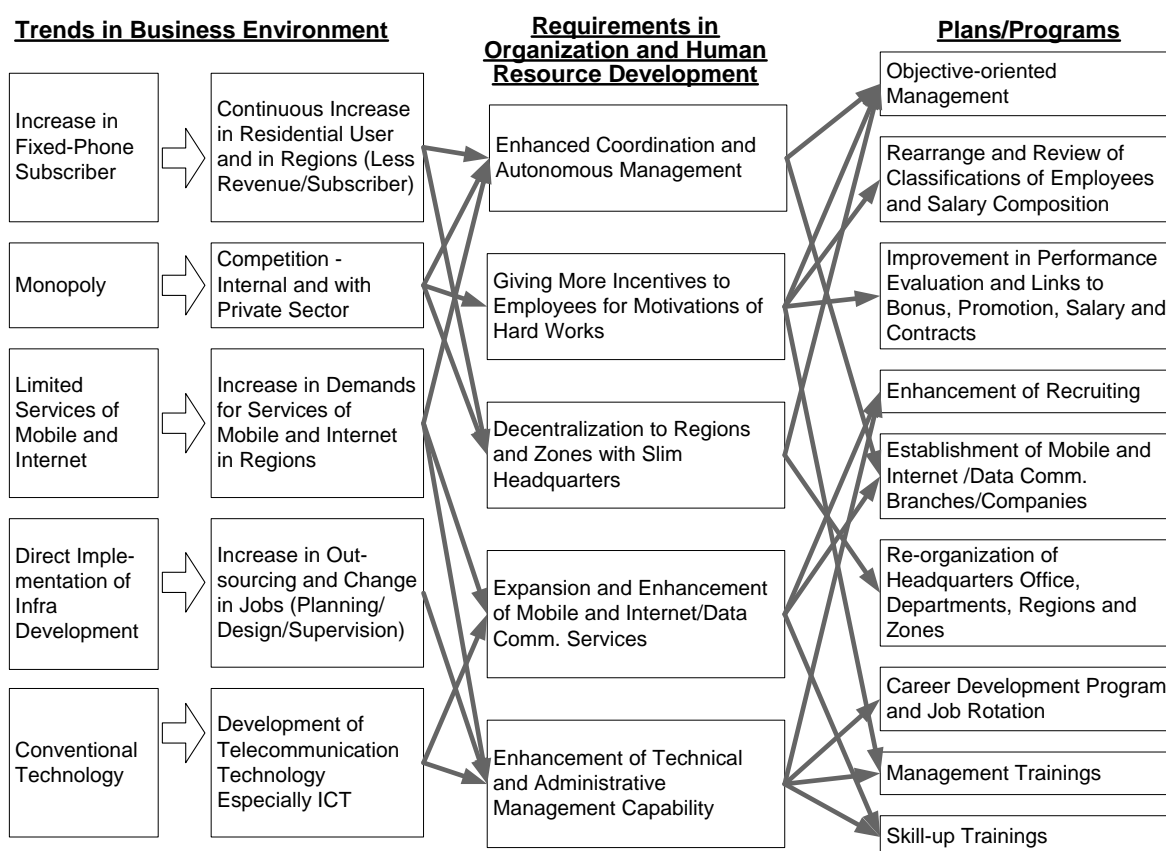 Trends in Business Environment
Increase in
Fixed-Phone
Subscriber
Continuous Increase
in Residential User
and in Regions (Less
Revenue/Subscriber)
Monopoly
Competition -
Internal and with
Private Sector
Limited
Services of
Mobile and
Internet
Increase in Demands
for Services of
Mobile and Internet
in Regions
Direct Imple-
mentation of
Infra
Development
Increase in Out-
sourcing and Change
in Jobs (Planning/
Design/Supervision)
Conventional
Technology
Development of
Telecommunication
Technology
Especially ICT
Requirements in
Organization and Human
Resource Development
Enhanced Coordination and
Autonomous Management
Giving More Incentives to
Employees for Motivations of
Hard Works
Decentralization to Regions
and Zones with Slim
Headquarters
Expansion and Enhancement
of Mobile and Internet/Data
Comm. Services
Enhancement of Technical
and Administrative
Management Capability
Plans/Programs
Objective-oriented
Management
Rearrange and Review of
Classifications of Employees
and Salary Composition
Improvement in Performance
Evaluation and Links to
Bonus, Promotion, Salary and
Contracts
Enhancement of Recruiting
Establishment of Mobile and
Internet /Data Comm.
Branches/Companies
Re-organization of
Headquarters Office,
Departments, Regions and
Zones
Career Development Program
and Job Rotation
Management Trainings
Skill-up Trainings